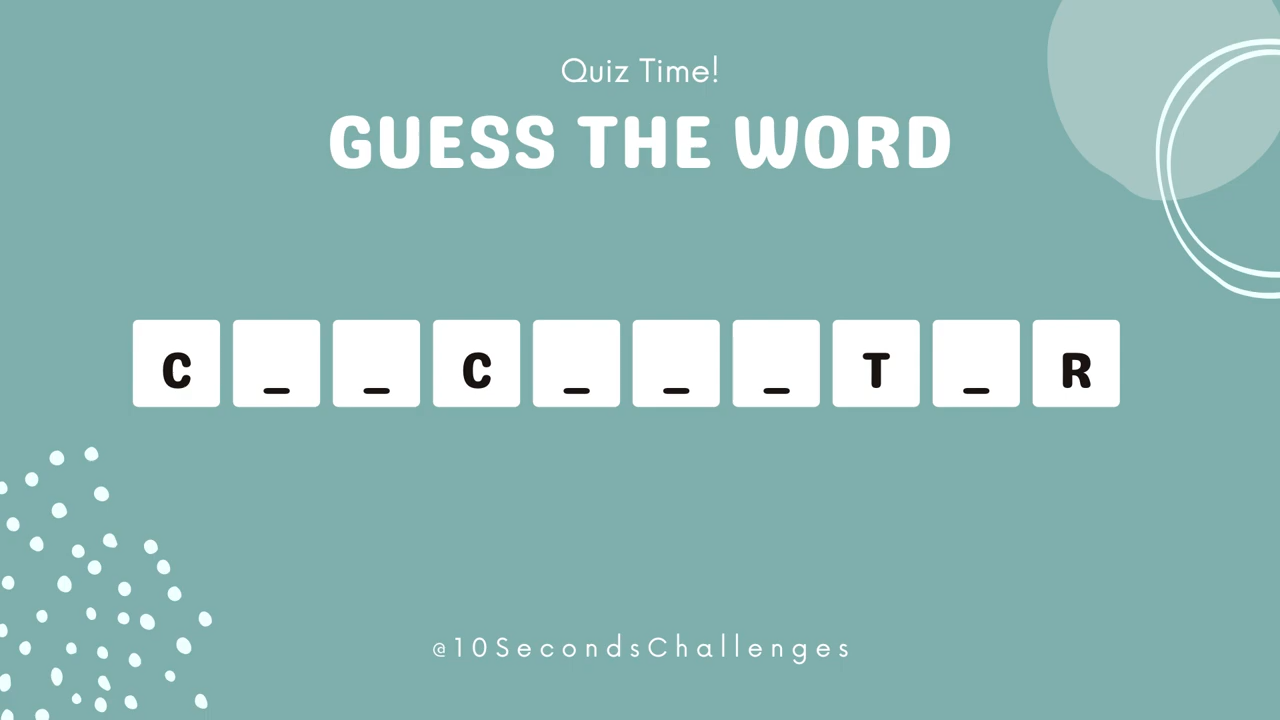 Quiz Time!
GUESS THE WORD
C _ _ C _ _ _ T _ R
@10SecondsChallenges